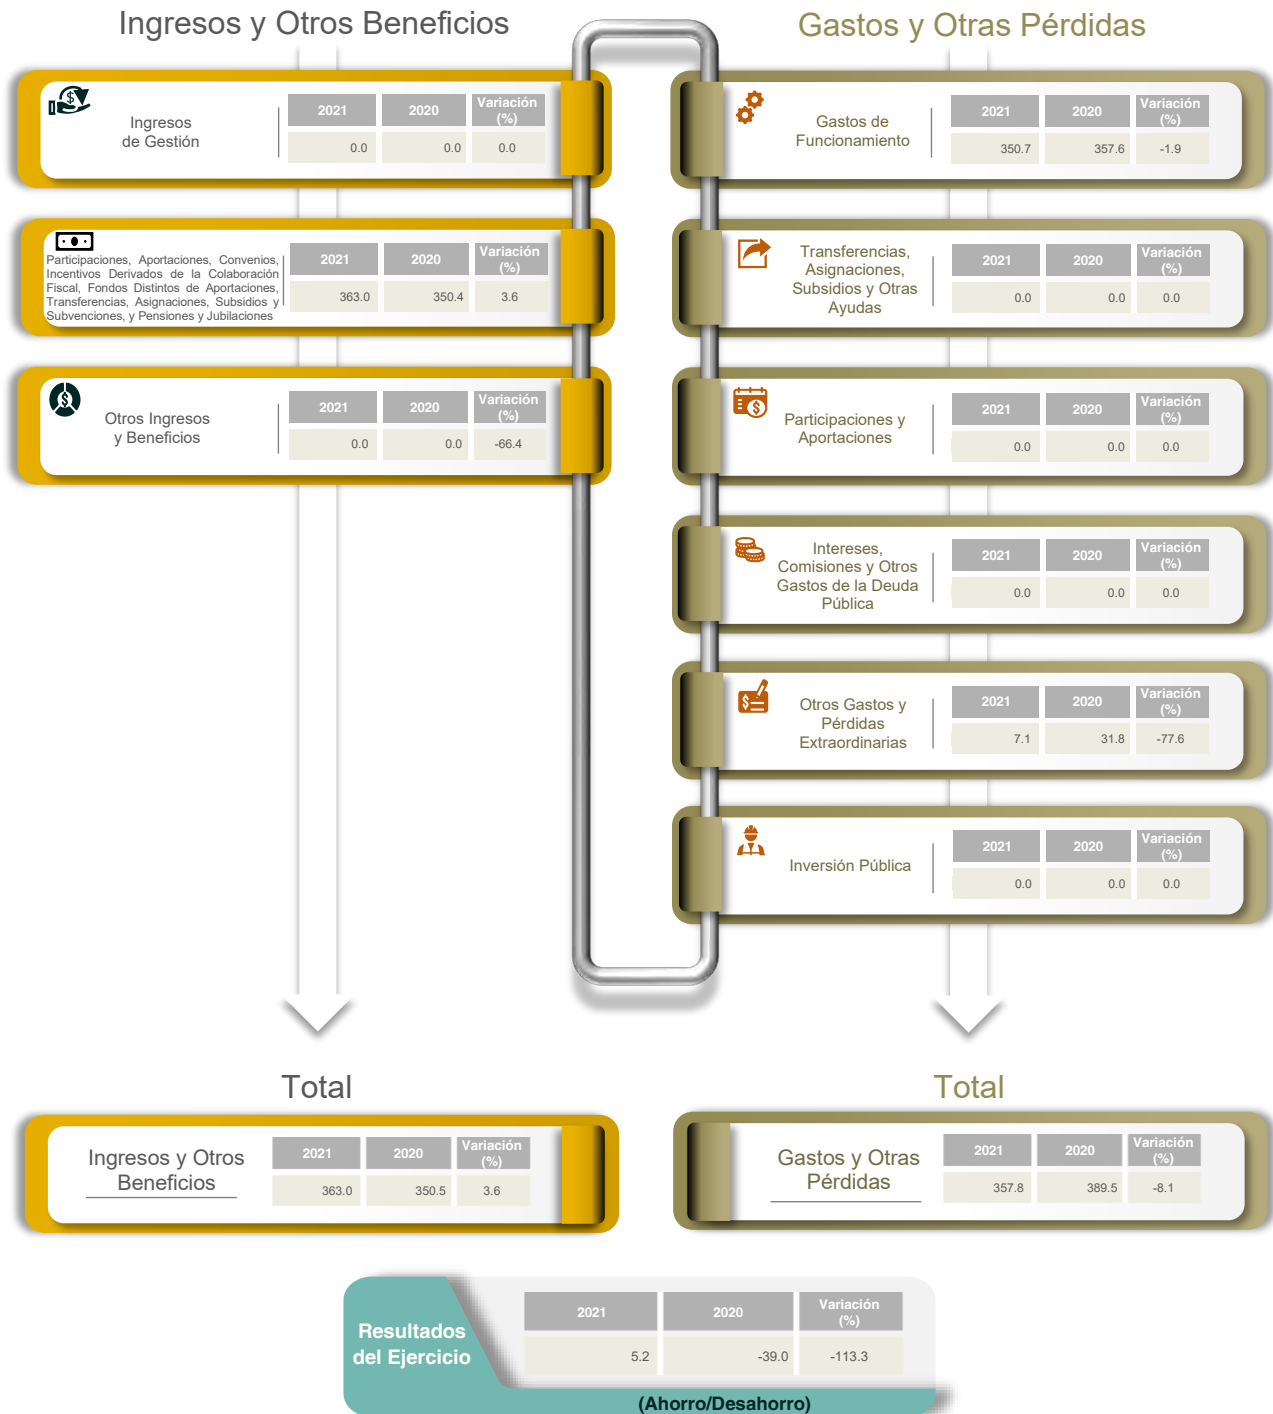 Ingresos y Otros Beneficios
Ingresos
de Gestión
2021 2020 Variación (%)
0.0 0.0 0.0
Participaciones, Aportaciones, Convenios,
Incentivos Derivados de la Colaboración
Fiscal, Fondos Distintos de Aportaciones,
Transferencias, Asignaciones, Subsidios y
Subvenciones, y Pensiones y Jubilaciones
2021 2020 Variación (%)
363.0 350.4 3.6
Otros Ingresos
y Beneficios
2021 2020 Variación (%)
0.0 0.0 -66.4
Total
Ingresos y Otros
Beneficios
2021 2020 Variación (%)
363.0 350.5 3.6
Gastos y Otras Pérdidas
Gastos de
Funcionamiento
2021 2020 Variación (%)
350.7 357.6 -1.9
Transferencias,
Asignaciones,
Subsidios y Otras
Ayudas
2021 2020 Variación (%)
0.0 0.0 0.0
Participaciones y
Aportaciones
2021 2020 Variación (%)
0.0 0.0 0.0
Intereses,
Comisiones y Otros
Gastos de la Deuda
Pública
2021 2020 Variación (%)
0.0 0.0 0.0
Otros Gastos y
Pérdidas
Extraordinarias
2021 2020 Variación (%)
7.1 31.8 -77.6
Inversión Pública
2021 2020 Variación (%)
0.0 0.0 0.0
Total
Gastos y Otras
Pérdidas
2021 2020 Variación (%)
357.8 389.5 -8.1
Resultados
del Ejercicio
2021 2020 Variación (%)
5.2 -39.0 -113.3
(Ahorro/Desahorro)